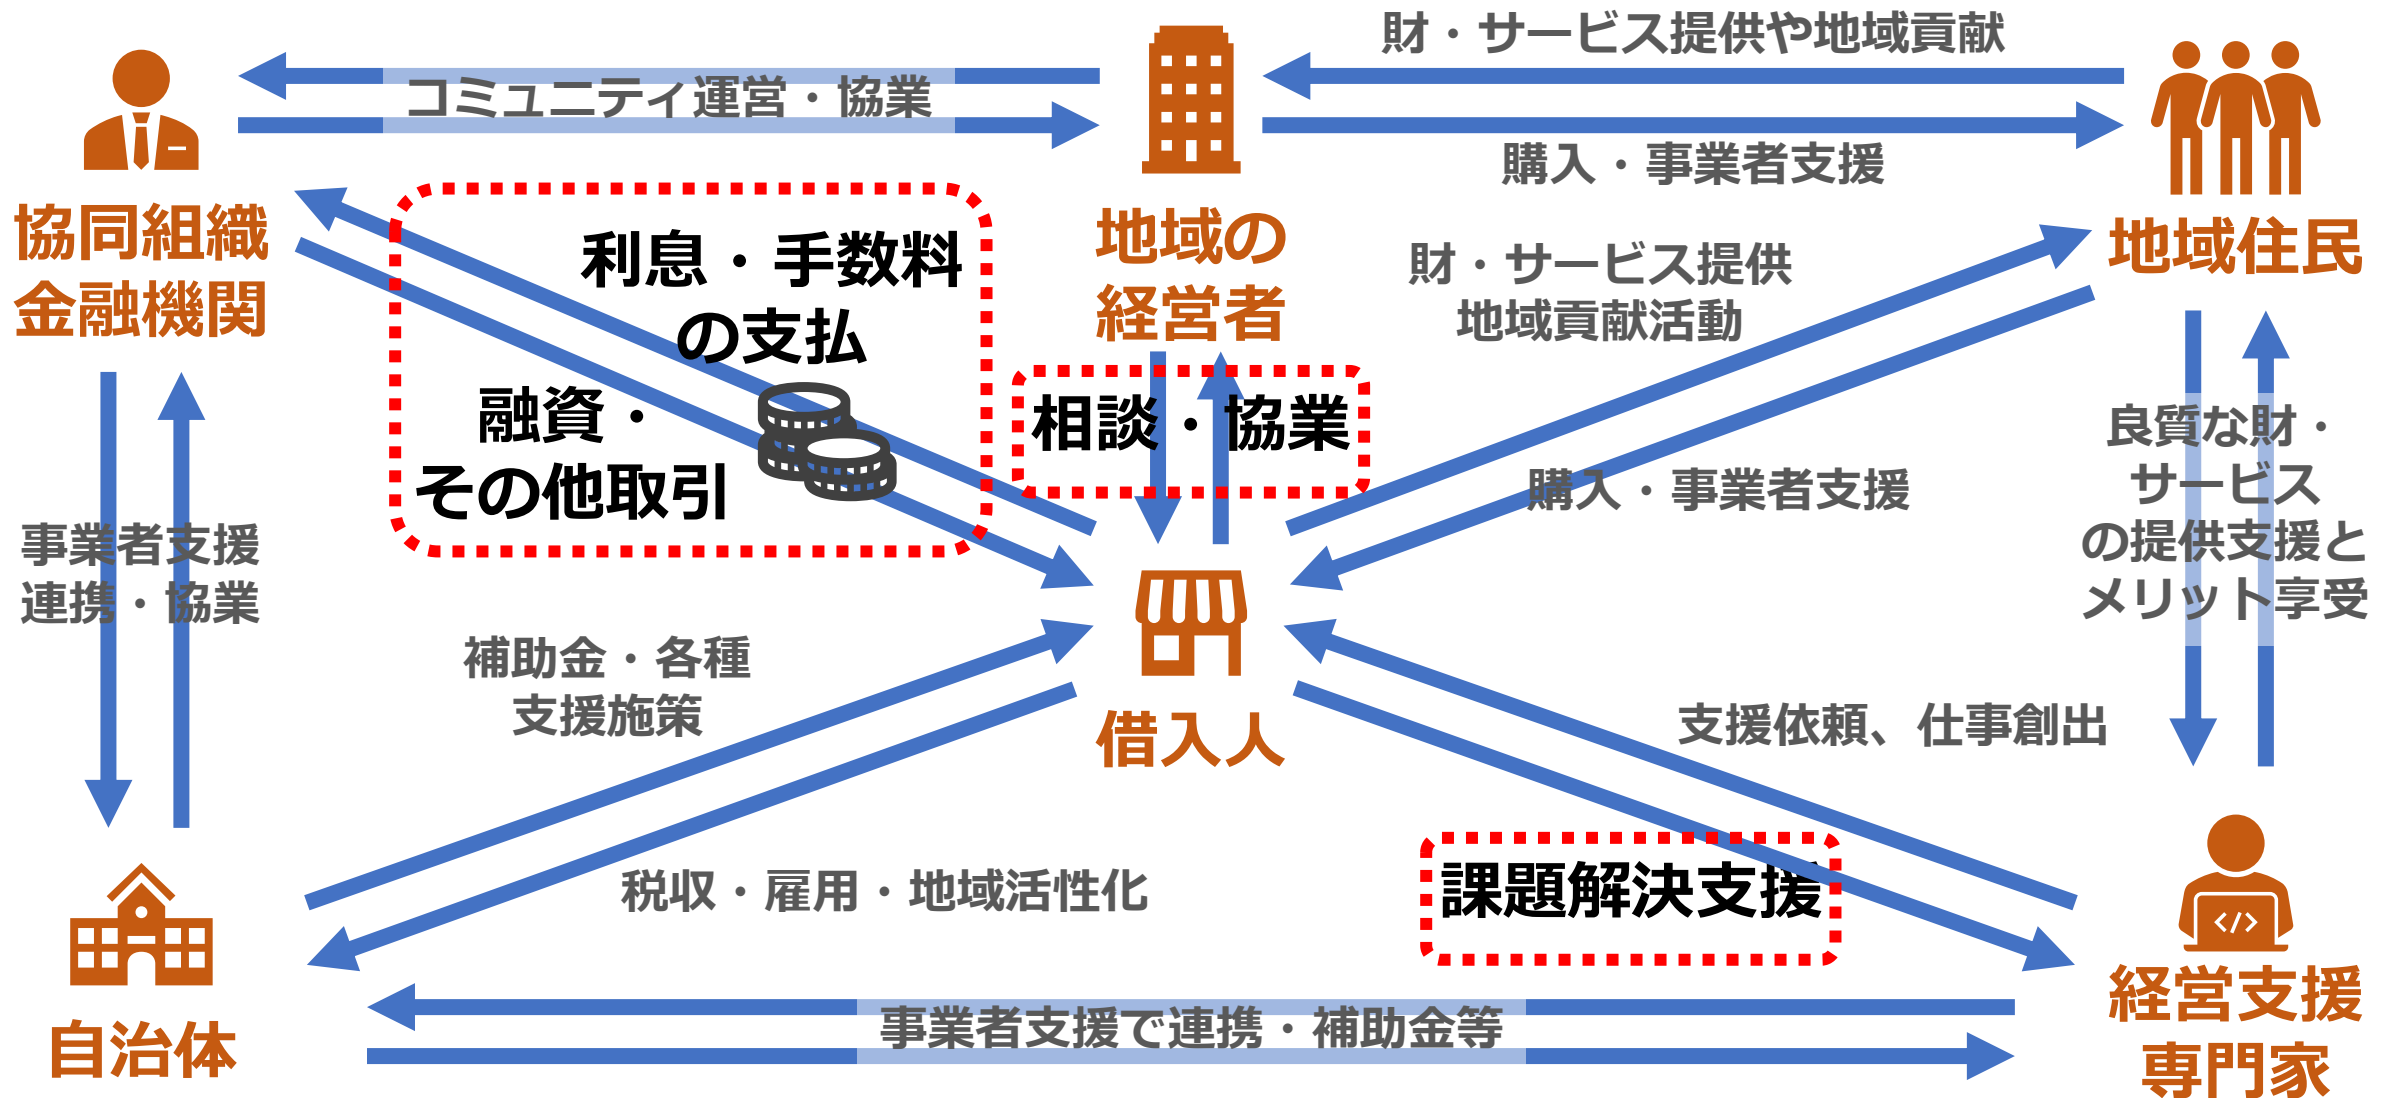 財・サービス提供や地域貢献
コミュニティ運営・協業
購入・事業者支援
協同組織
金融機関
地域の
経営者
地域住民
利息・手数料
の支払
融資・
その他取引
相談・協業
財・サービス提供
地域貢献活動
購入・事業者支援
良質な財・
サービス
の提供支援と
メリット享受
事業者支援
連携・協業
補助金・各種
支援施策
借入人
支援依頼、仕事創出
税収・雇用・地域活性化
課題解決支援
自治体
事業者支援で連携・補助金等
経営支援
専門家